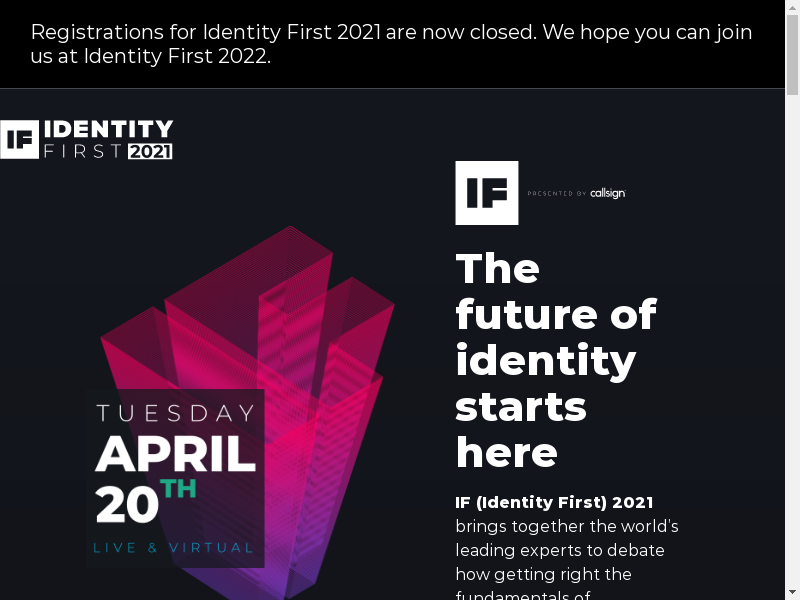 Registrations for Identity First 2021 are now closed. We hope you can join
us at Identity First 2022.
IF IDENTITY
FIRST 2021
IF PRESENTED BY callsign
The
future of
identity
starts
here
TUESDAY
APRIL
20TH
LIVE & VIRTUAL
IF (Identity First) 2021
brings together the world's
leading experts to debate
how getting right the
fundamentals of